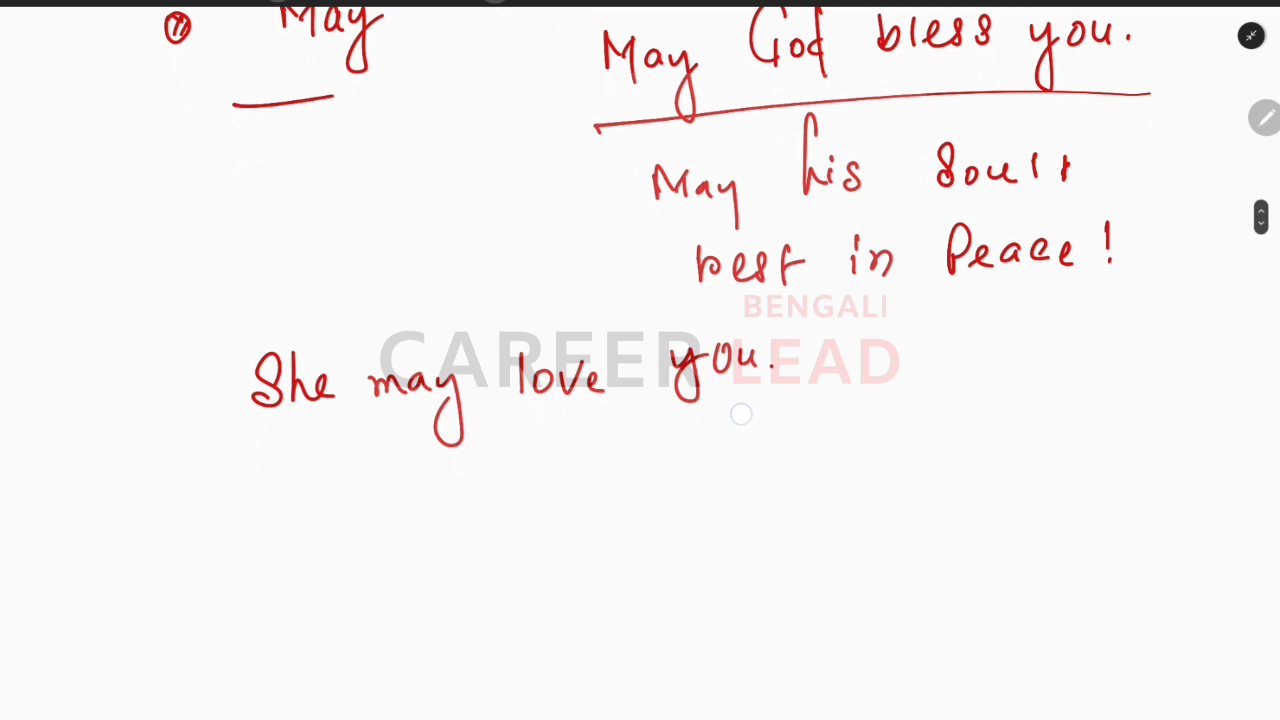 May
May God bless you.
May his soul
rest in Peace!
BENGALI
CAREER LEAD
She may love you.